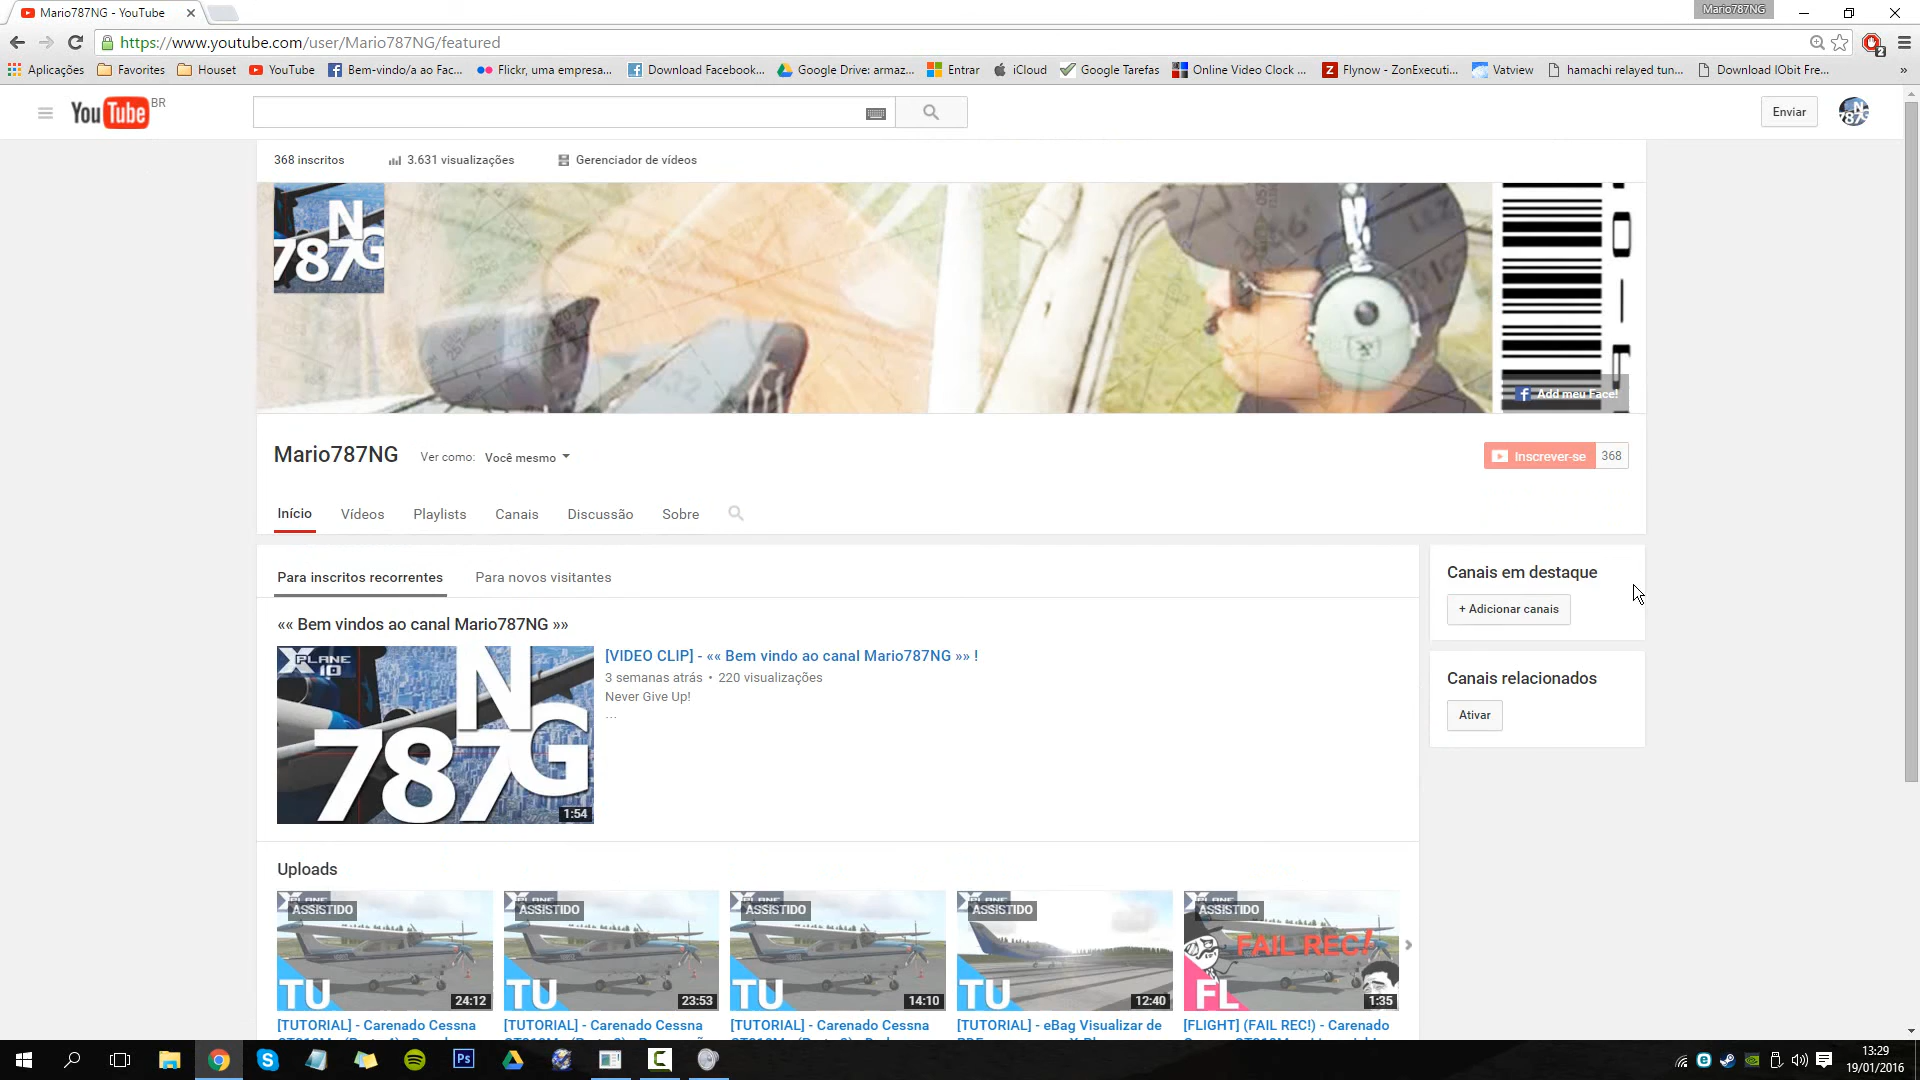 Mario787NG - YouTube
Mario787NG
https://www.youtube.com/user/Mario787NG/featured
2
Aplicações Favorites Houset YouTube Bem-vindo/a ao Fac... Flickr, uma empresa... Download Facebook... Google Drive: armaz... Entrar iCloud Google Tarefas Online Video Clock ... Flynow - ZonExecuti... Vatview hamachi relayed tun... Download IObit Fre... »
YouTube BR
Enviar
368 inscritos 3.631 visualizações Gerenciador de vídeos
N
787G
Add meu Face!
Mario787NG Ver como: Você mesmo
Inscrever-se 368
Início Vídeos Playlists Canais Discussão Sobre
Para inscritos recorrentes Para novos visitantes
Canais em destaque
+ Adicionar canais
Canais relacionados
Ativar
«« Bem vindos ao canal Mario787NG »»
X PLANE 10
N
787G
1:54
[VIDEO CLIP] - «« Bem vindo ao canal Mario787NG »» !
3 semanas atrás • 220 visualizações
Never Give Up!
...
Uploads
ASSISTIDO ASSISTIDO ASSISTIDO ASSISTIDO ASSISTIDO
FAIL REC!
TU 24:12 TU 23:53 TU 14:10 TU 12:40 FL 1:35
[TUTORIAL] - Carenado Cessna [TUTORIAL] - Carenado Cessna [TUTORIAL] - Carenado Cessna [TUTORIAL] - eBag Visualizar de [FLIGHT] (FAIL REC!) - Carenado
13:29
19/01/2016